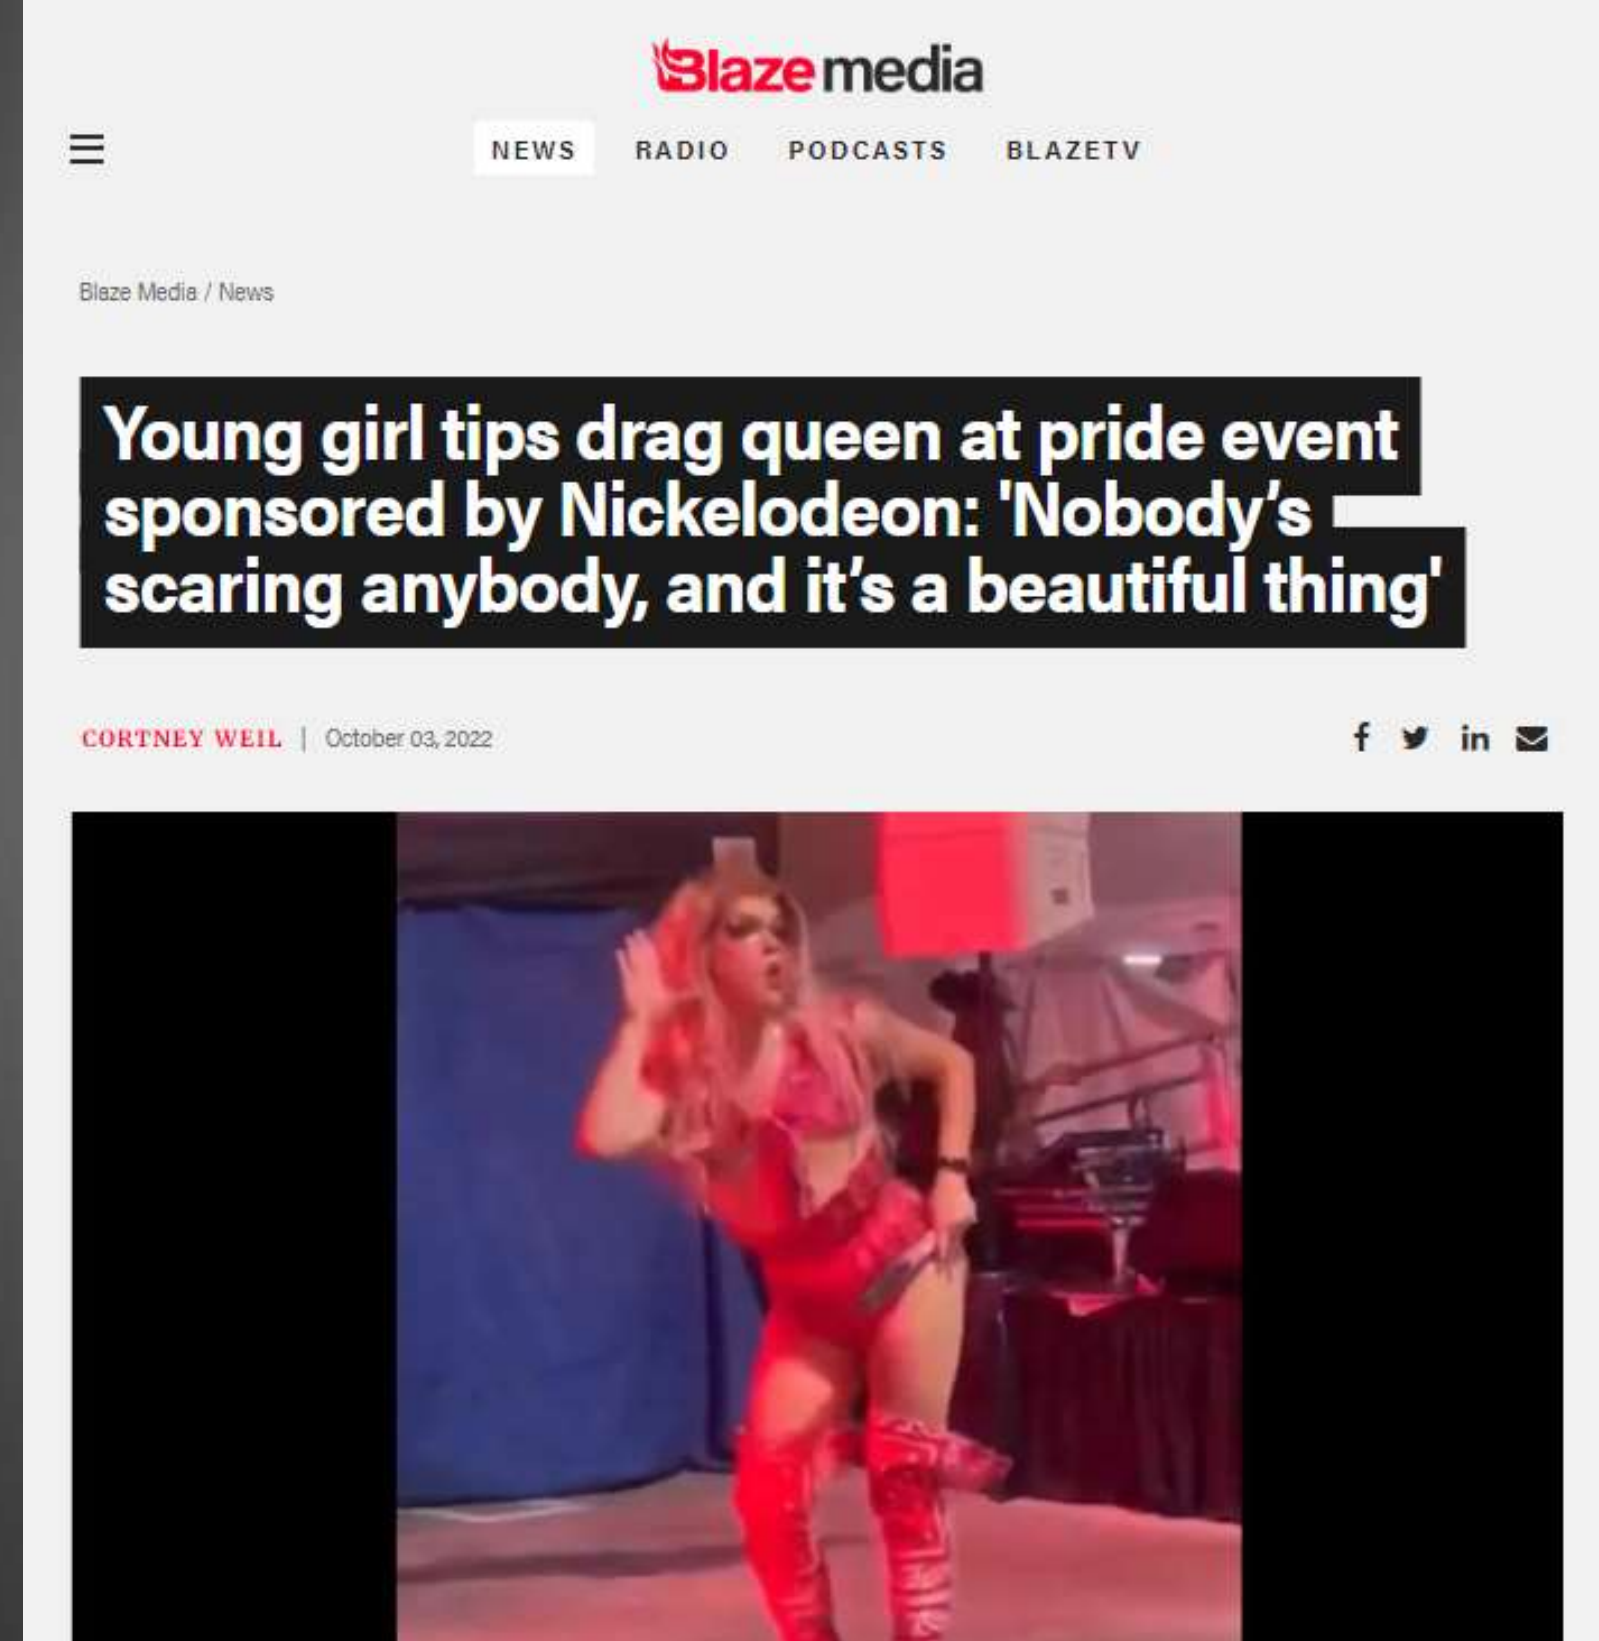 Blaze media
NEWS RADIO PODCASTS BLAZETV
Blaze Media / News
Young girl tips drag queen at pride event
sponsored by Nickelodeon: 'Nobody’s
scaring anybody, and it’s a beautiful thing'
CORTNEY WEIL | October 03, 2022